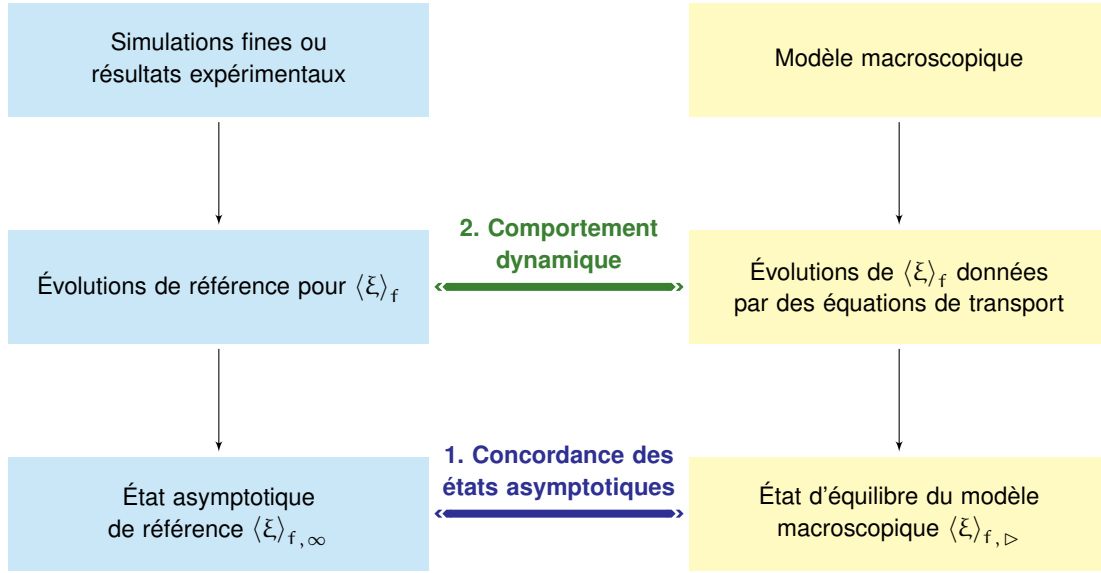 Simulations fines ou
résultats expérimentaux
Modèle macroscopique
2. Comportement
dynamique
Évolutions de référence pour ⟨ξ⟩f
Évolutions de ⟨ξ⟩f données
par des équations de transport
1. Concordance des
états asymptotiques
État asymptotique
de référence ⟨ξ⟩f,∞
État d'équilibre du modèle
macroscopique ⟨ξ⟩f,▷